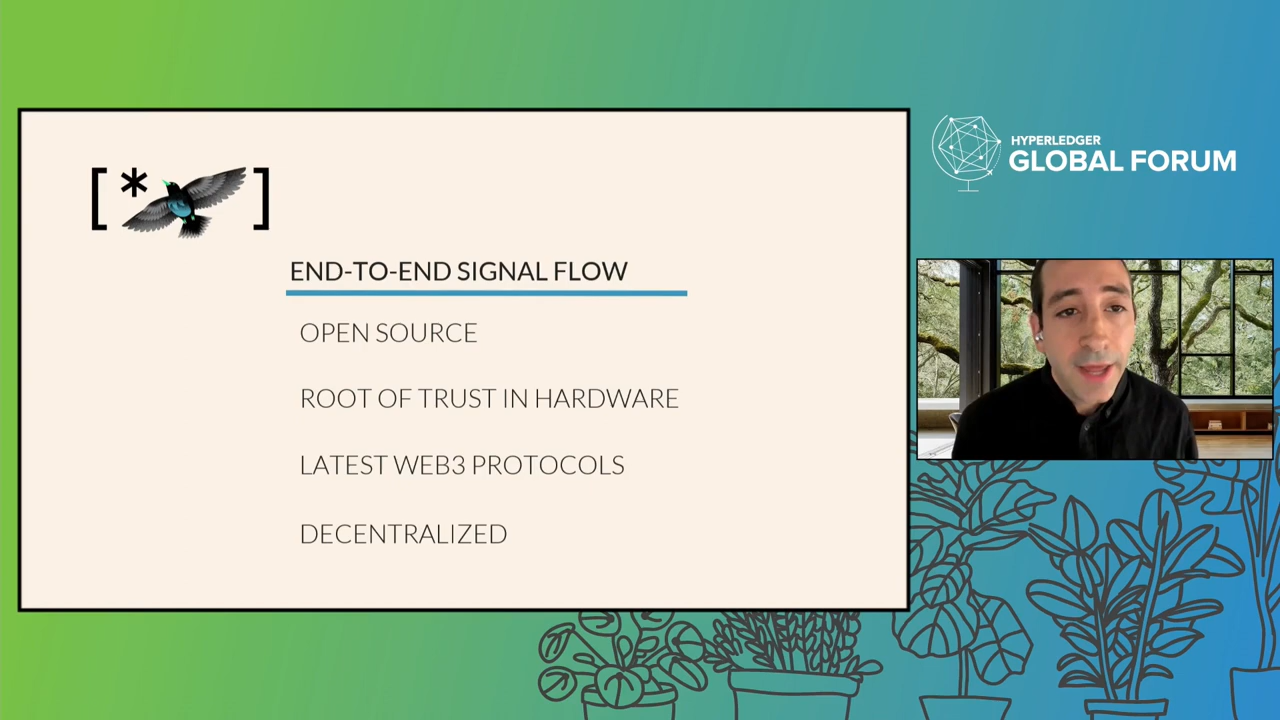 [* ]
END-TO-END SIGNAL FLOW
OPEN SOURCE
ROOT OF TRUST IN HARDWARE
LATEST WEB3 PROTOCOLS
DECENTRALIZED
HYPERLEDGER
GLOBAL FORUM